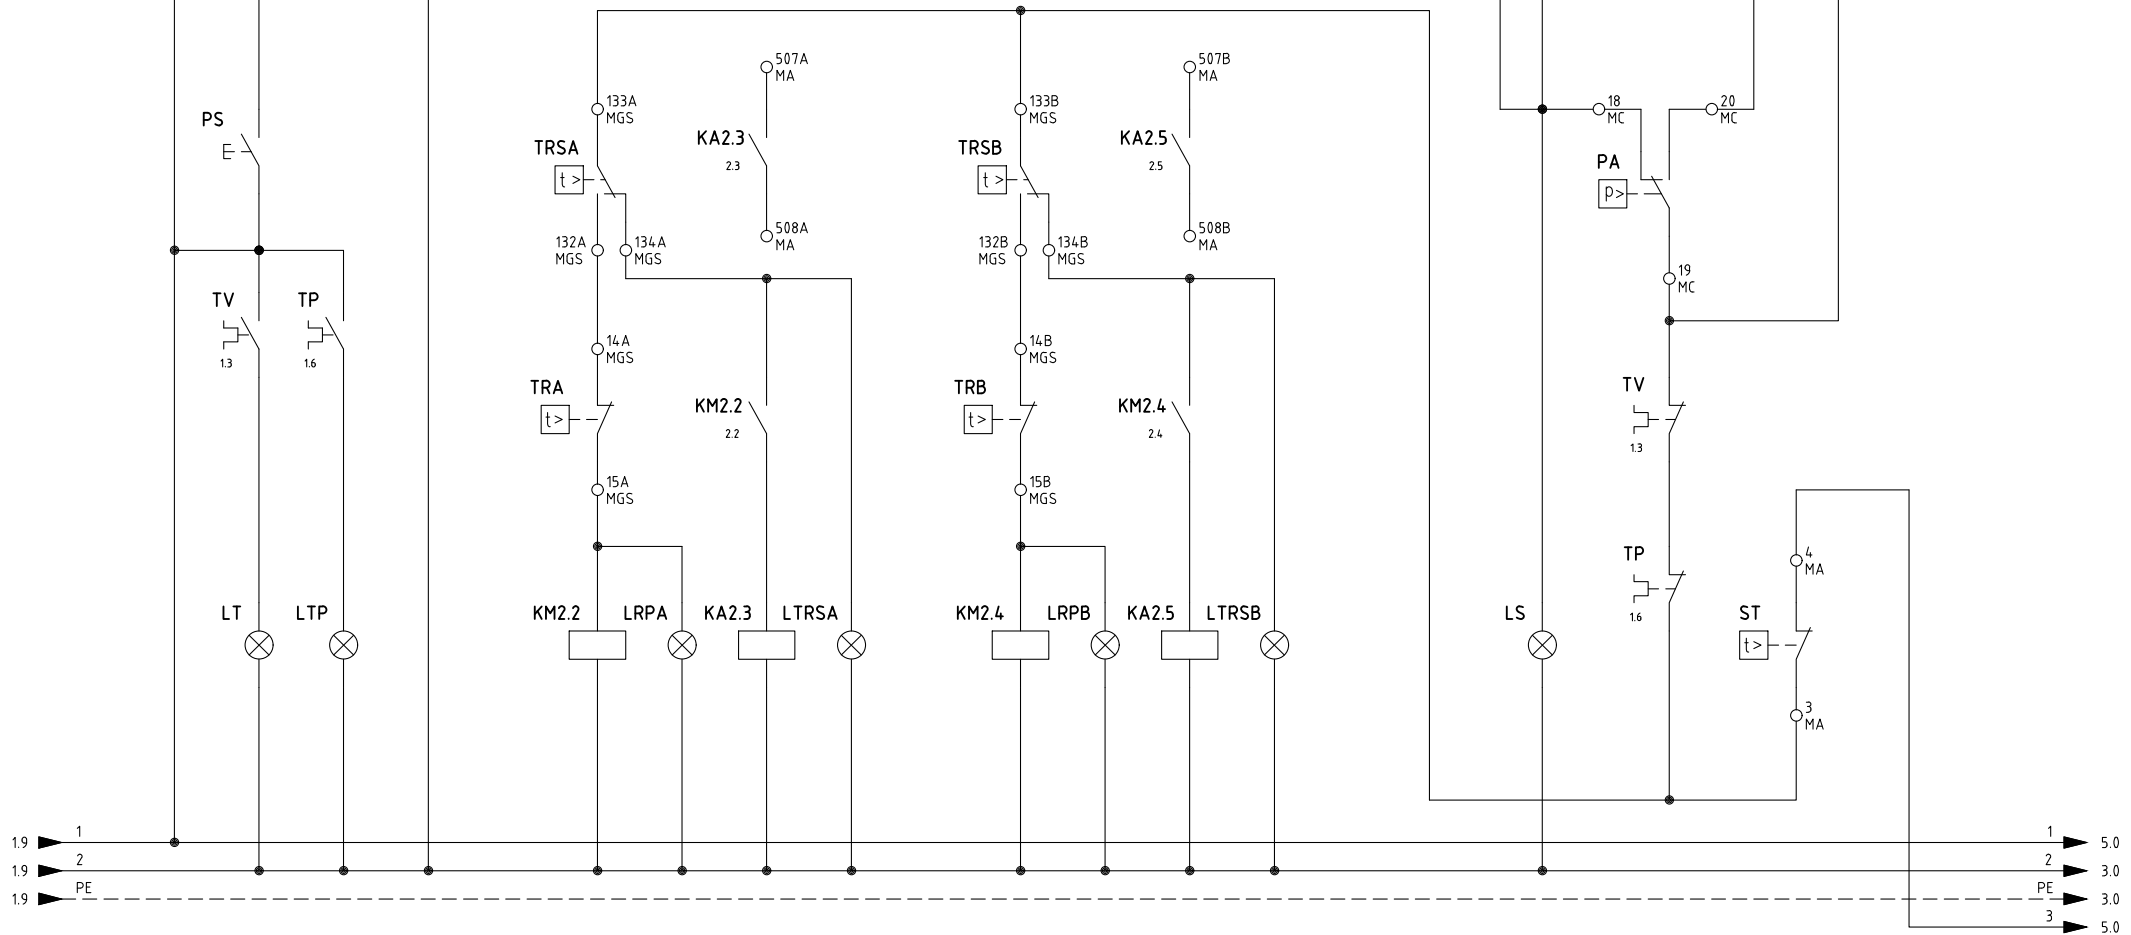 507A
MA
507B
MA
133A
MGS
133B
MGS
18
MC
20
MC
PS
E
TRSA
t >
KA2.3
2.3
TRSB
t >
KA2.5
2.5
PA
p>
508A
MA
508B
MA
132A
MGS
134A
MGS
132B
MGS
134B
MGS
19
MC
TV
1.3
TP
1.6
14A
MGS
14B
MGS
TRA
t>
KM2.2
2.2
TRB
t>
KM2.4
2.4
TV
1.3
15A
MGS
15B
MGS
TP
1.6
4
MA
LT
LTP
KM2.2
LRPA
KA2.3
LTRSA
KM2.4
LRPB
KA2.5
LTRSB
LS
ST
t>
3
MA
1.9
1
1
5.0
1.9
2
2
3.0
1.9
PE
PE
3.0
3
5.0